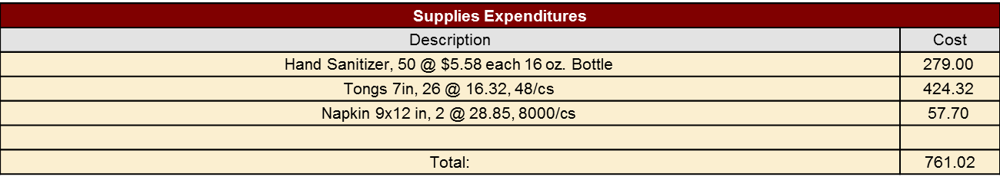 Supplies Expenditures
Description Cost
Hand Sanitizer, 50 @ $5.58 each 16 oz. Bottle 279.00
Tongs 7in, 26 @ 16.32, 48/cs 424.32
Napkin 9x12 in, 2 @ 28.85, 8000/cs 57.70
Total: 761.02